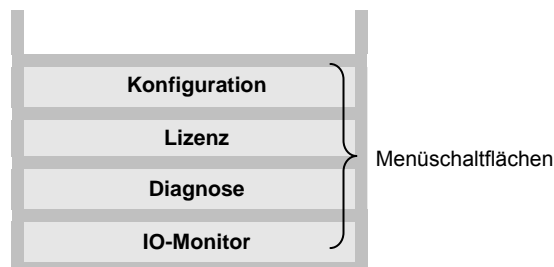 Konfiguration
Lizenz
Menüschaltflächen
Diagnose
IO-Monitor